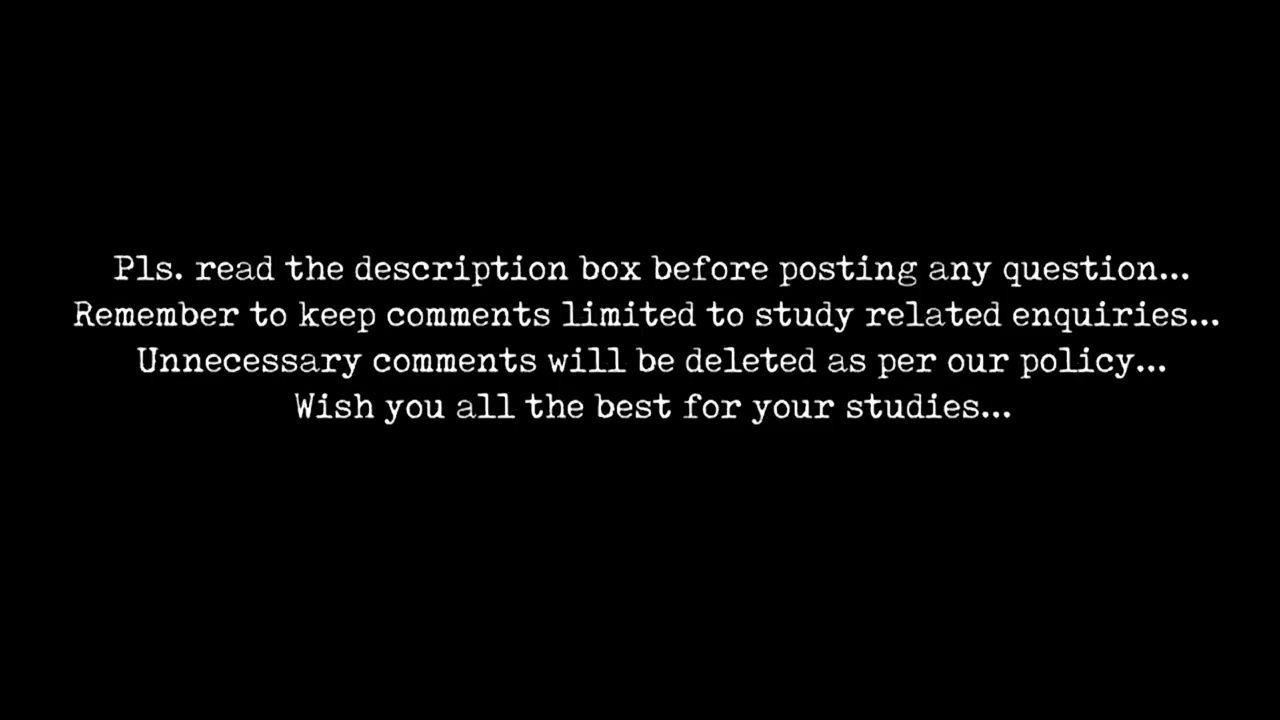 Pls. read the description box before posting any question...
Remember to keep comments limited to study related enquiries...
Unnecessary comments will be deleted as per our policy...
Wish you all the best for your studies...